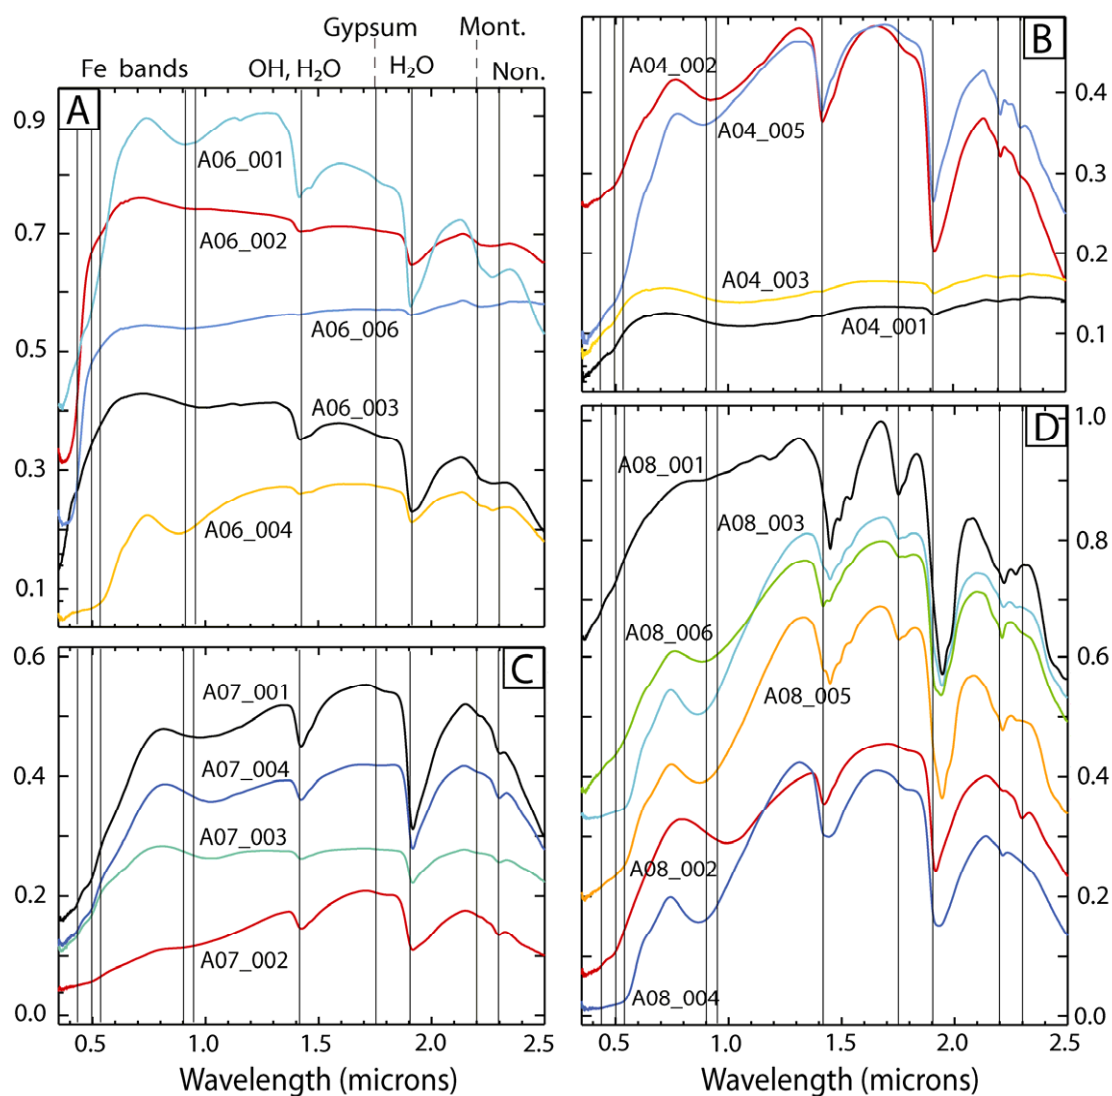 Gypsum Mont.
Fe bands OH, H₂O H₂O Non.
A
0.9
0.7
0.5
0.3
0.1
A06_001
A06_002
A06_006
A06_003
A06_004
B
0.4
0.3
0.2
0.1
A04_002
A04_005
A04_003
A04_001
C
0.6
0.4
0.2
0.0
A07_001
A07_004
A07_003
A07_002
0.5 1.0 1.5 2.0 2.5
Wavelength (microns)
D
1.0
0.8
0.6
0.4
0.2
0.0
A08_001
A08_003
A08_006
A08_005
A08_002
A08_004
0.5 1.0 1.5 2.0 2.5
Wavelength (microns)